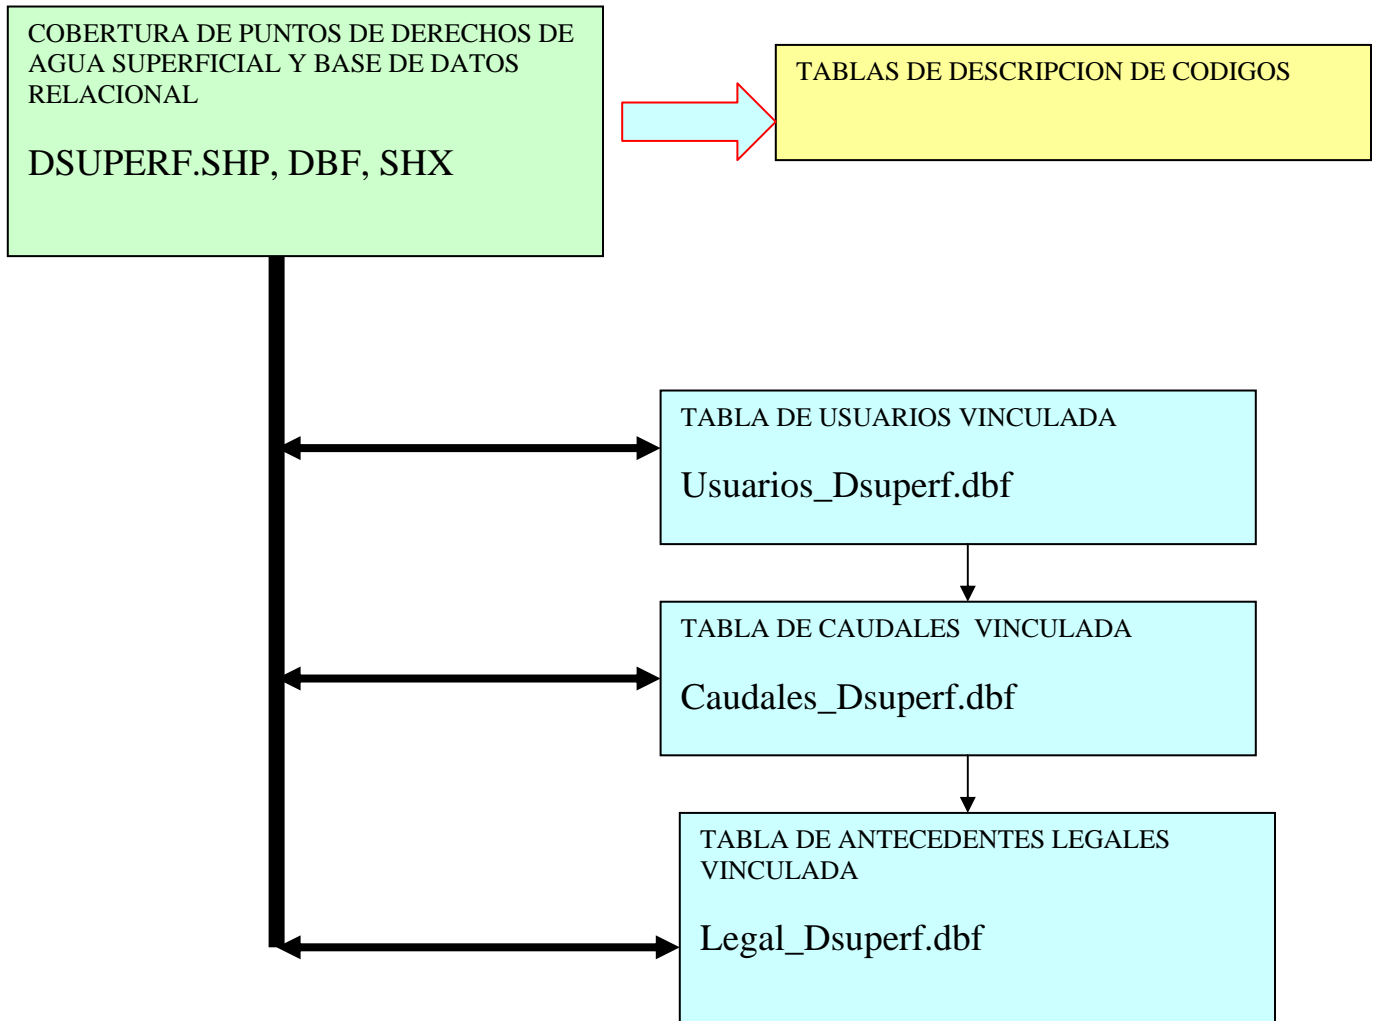 COBERTURA DE PUNTOS DE DERECHOS DE
AGUA SUPERFICIAL Y BASE DE DATOS
RELACIONAL
DSUPERF.SHP, DBF, SHX
TABLAS DE DESCRIPCION DE CODIGOS
TABLA DE USUARIOS VINCULADA
Usuarios_Dsuperf.dbf
TABLA DE CAUDALES VINCULADA
Caudales_Dsuperf.dbf
TABLA DE ANTECEDENTES LEGALES
VINCULADA
Legal_Dsuperf.dbf